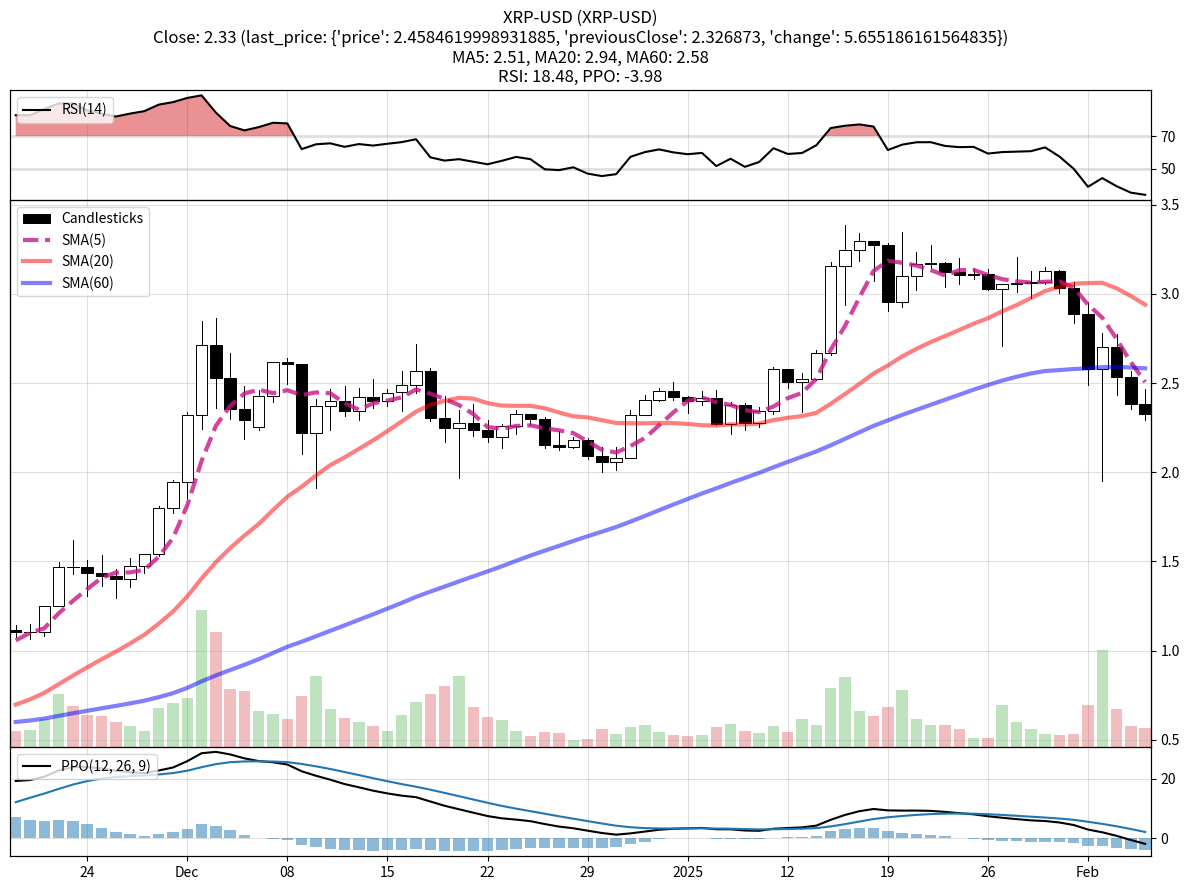 XRP-USD (XRP-USD)
Close: 2.33 (last_price: {'price': 2.4584619998931885, 'previousClose': 2.326873, 'change': 5.655186161564835})
MA5: 2.51, MA20: 2.94, MA60: 2.58
RSI: 18.48, PPO: -3.98
RSI(14)
70
50
Candlesticks
SMA(5)
SMA(20)
SMA(60)
3.5
3.0
2.5
2.0
1.5
1.0
0.5
PPO(12, 26, 9)
20
0
24 Dec 08 15 22 29 2025 12 19 26 Feb